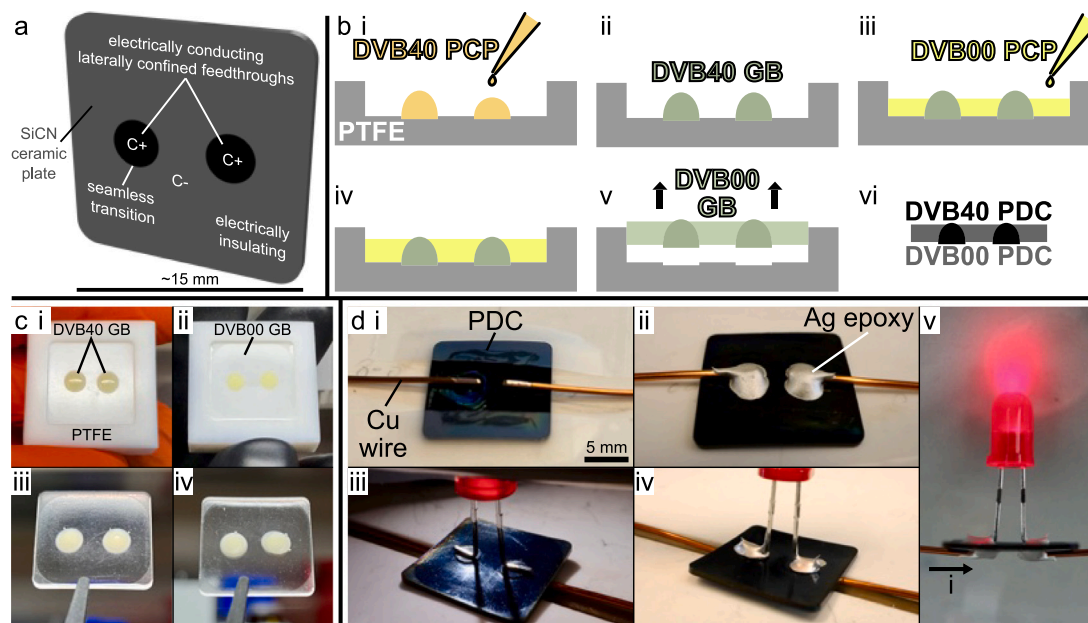 a
electrically conducting
laterally confined feedthroughs
SiCN
ceramic
plate
C+
C+
C-
seamless
transition
electrically
insulating
~15 mm
b i
DVB40 PCP
PTFE
ii
DVB40 GB
iii
DVB00 PCP
iv
v
DVB00
GB
vi
DVB40 PDC
DVB00 PDC
c i
DVB40 GB
PTFE
ii
DVB00 GB
iii
iv
d i
PDC
Cu
wire
5 mm
ii
Ag epoxy
iii
iv
v
i